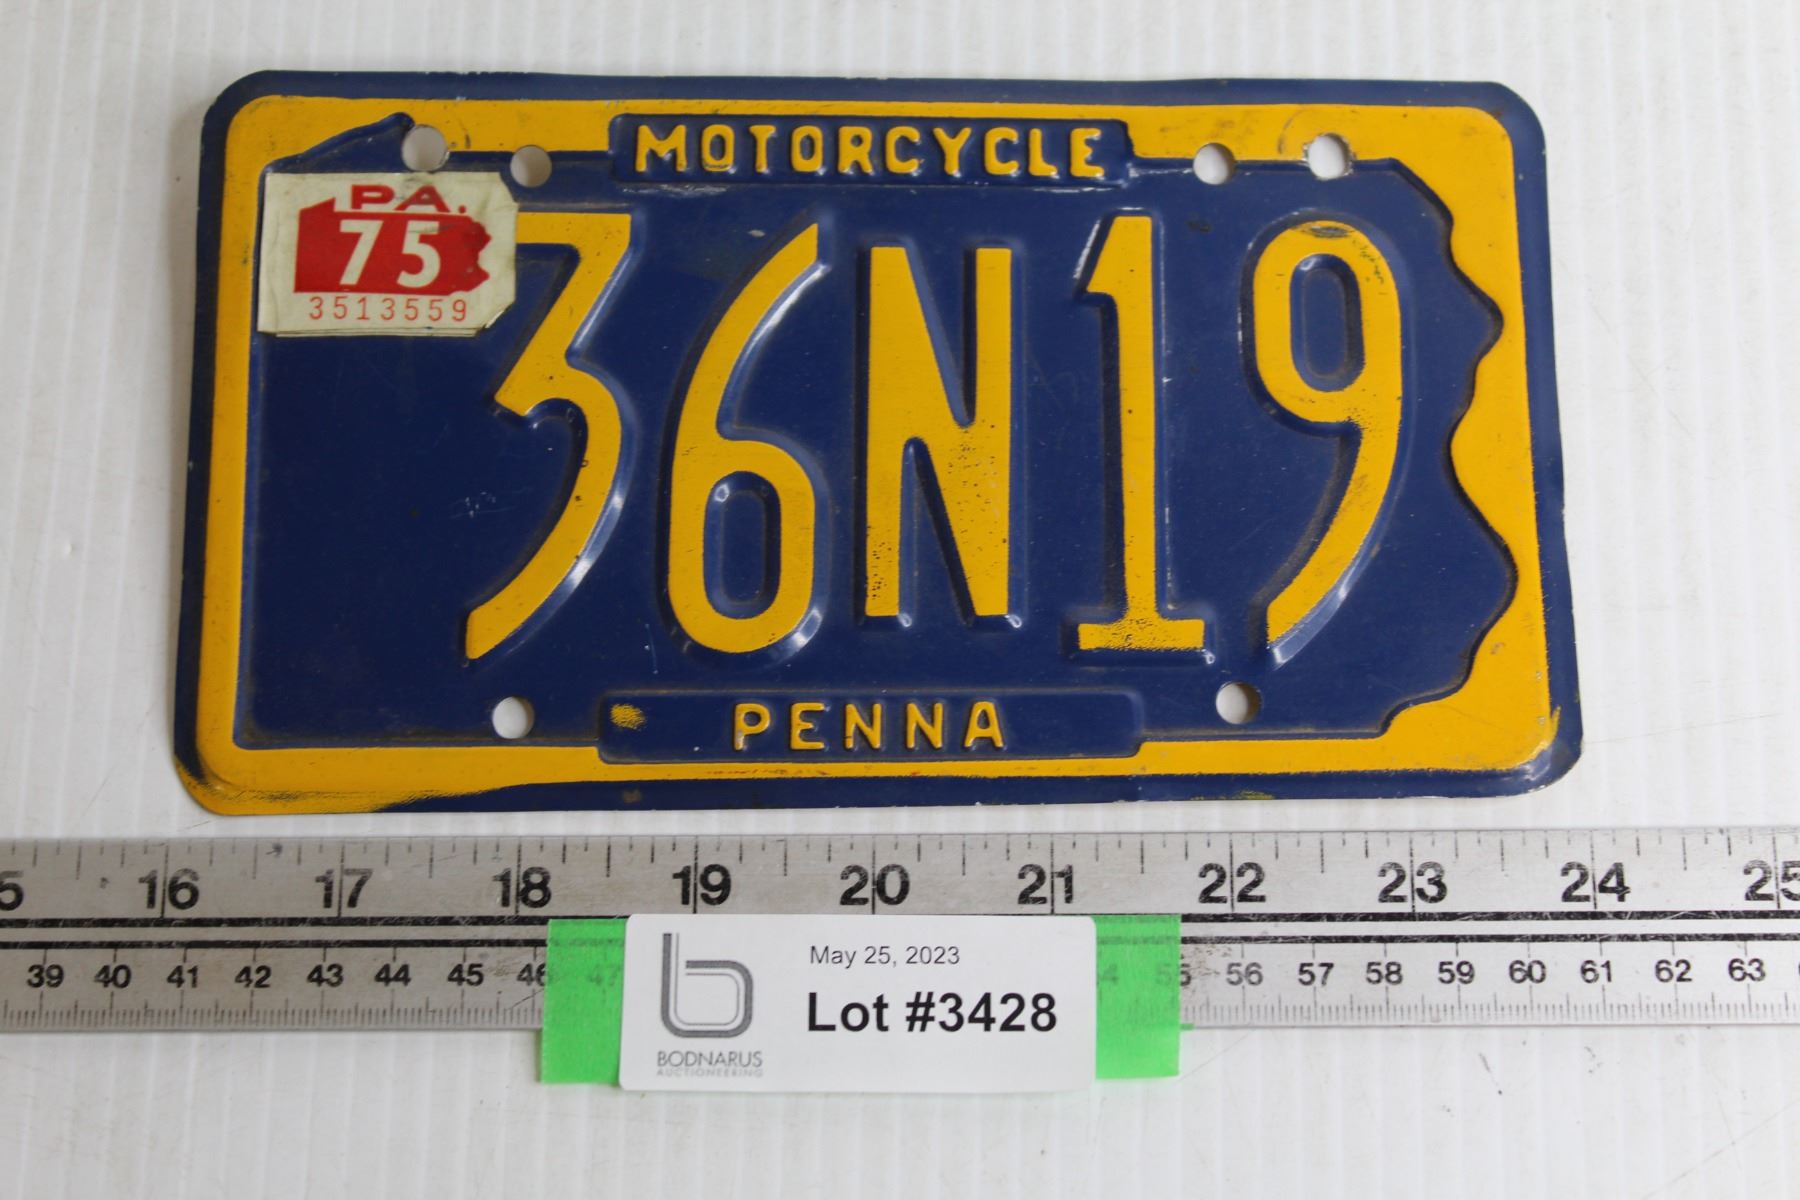 MOTORCYCLE
PA.
75
3513559
36N19
PENNA
16 17 18 19 20 21 22 23 24 25
39 40 41 42 43 44 45 46 47 55 56 57 58 59 60 61 62 63
May 25, 2023
Lot #3428
BODNARUS
AUCTIONEERING